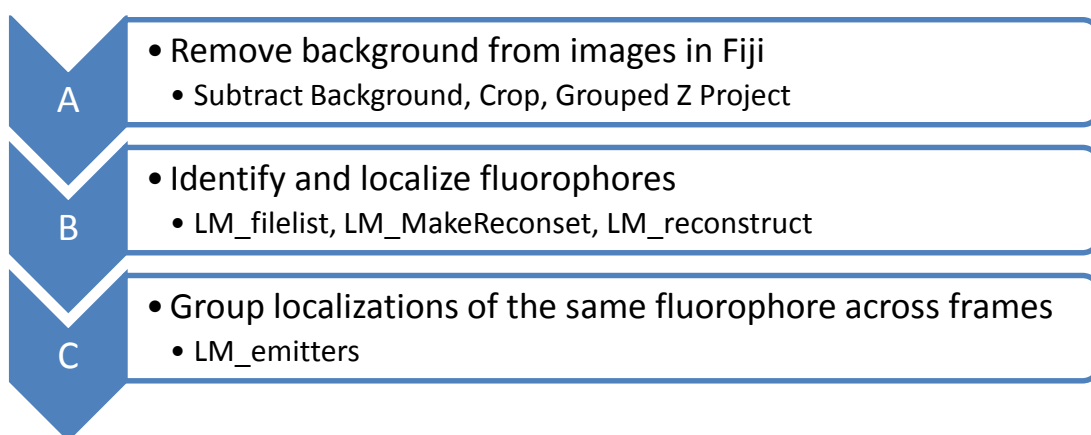 A
• Remove background from images in Fiji
• Subtract Background, Crop, Grouped Z Project
B
• Identify and localize fluorophores
• LM_filelist, LM_MakeReconset, LM_reconstruct
C
• Group localizations of the same fluorophore across frames
• LM_emitters